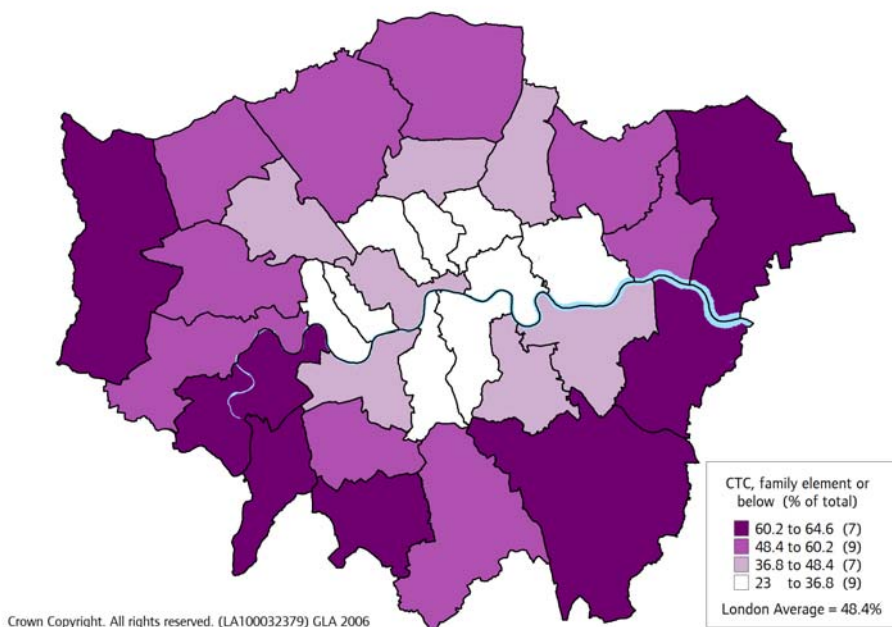 CTC, family element or
below (% of total)
60.2 to 64.6 (7)
48.4 to 60.2 (9)
36.8 to 48.4 (7)
23 to 36.8 (9)
London Average = 48.4%
Crown Copyright. All rights reserved. (LA100032379) GLA 2006